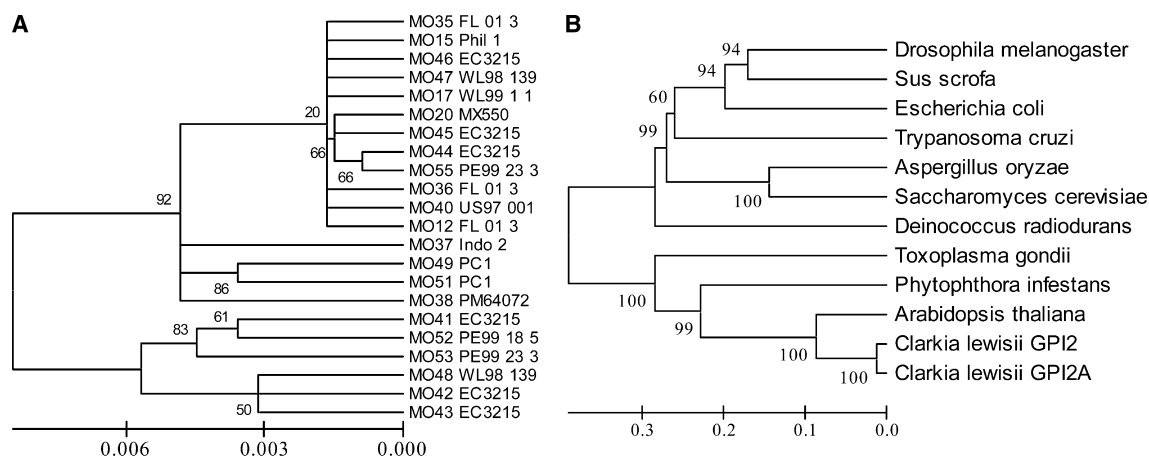 A
MO35 FL 01 3
MO15 Phil 1
MO46 EC3215
MO47 WL98 139
MO17 WL99 1 1
20
MO20 MX550
MO45 EC3215
MO44 EC3215
66
MO55 PE99 23 3
66
MO36 FL 01 3
92
MO40 US97 001
MO12 FL 01 3
MO37 Indo 2
MO49 PC1
MO51 PC1
86
MO38 PM64072
61
MO41 EC3215
83
MO52 PE99 18 5
MO53 PE99 23 3
MO48 WL98 139
MO42 EC3215
50
MO43 EC3215
0.006 0.003 0.000
B
94
Drosophila melanogaster
94
Sus scrofa
60
Escherichia coli
99
Trypanosoma cruzi
Aspergillus oryzae
100
Saccharomyces cerevisiae
Deinococcus radiodurans
Toxoplasma gondii
100
Phytophthora infestans
99
Arabidopsis thaliana
100
Clarkia lewisii GPI2
100
Clarkia lewisii GPI2A
0.3 0.2 0.1 0.0